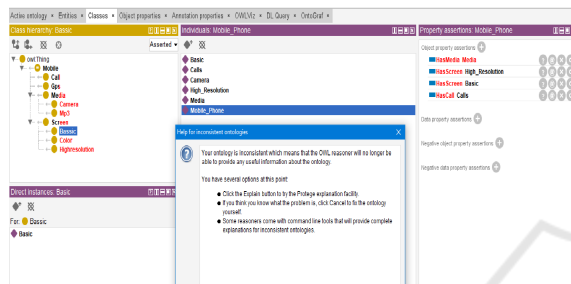 Active ontology × Entities × Classes × Object properties × Annotation properties × OWLViz × DL Query × OntoGraf ×
Class hierarchy: Basic
Asserted
owl:Thing
Mobile
Call
Gps
Media
Camera
Mp3
Screen
Bassic
Color
Highresolution
Direct instances: Basic
For: Bassic
Basic
Individuals: Mobile_Phone
Basic
Calls
Camera
High_Resolution
Media
Mobile_Phone
Help for inconsistent ontologies
Your ontology is inconsistent which means that the OWL reasoner will no longer be
able to provide any useful information about the ontology.
You have several options at this point:
● Click the Explain button to try the Protege explanation facility.
● If you think you know what the problem is, click Cancel to fix the ontology
yourself.
● Some reasoners come with command line tools that will provide complete
explanations for inconsistent ontologies.
Property assertions: Mobile_Phone
Object property assertions
HasMedia Media
HasScreen High_Resolution
HasScreen Basic
HasCall Calls
Data property assertions
Negative object property assertions
Negative data property assertions